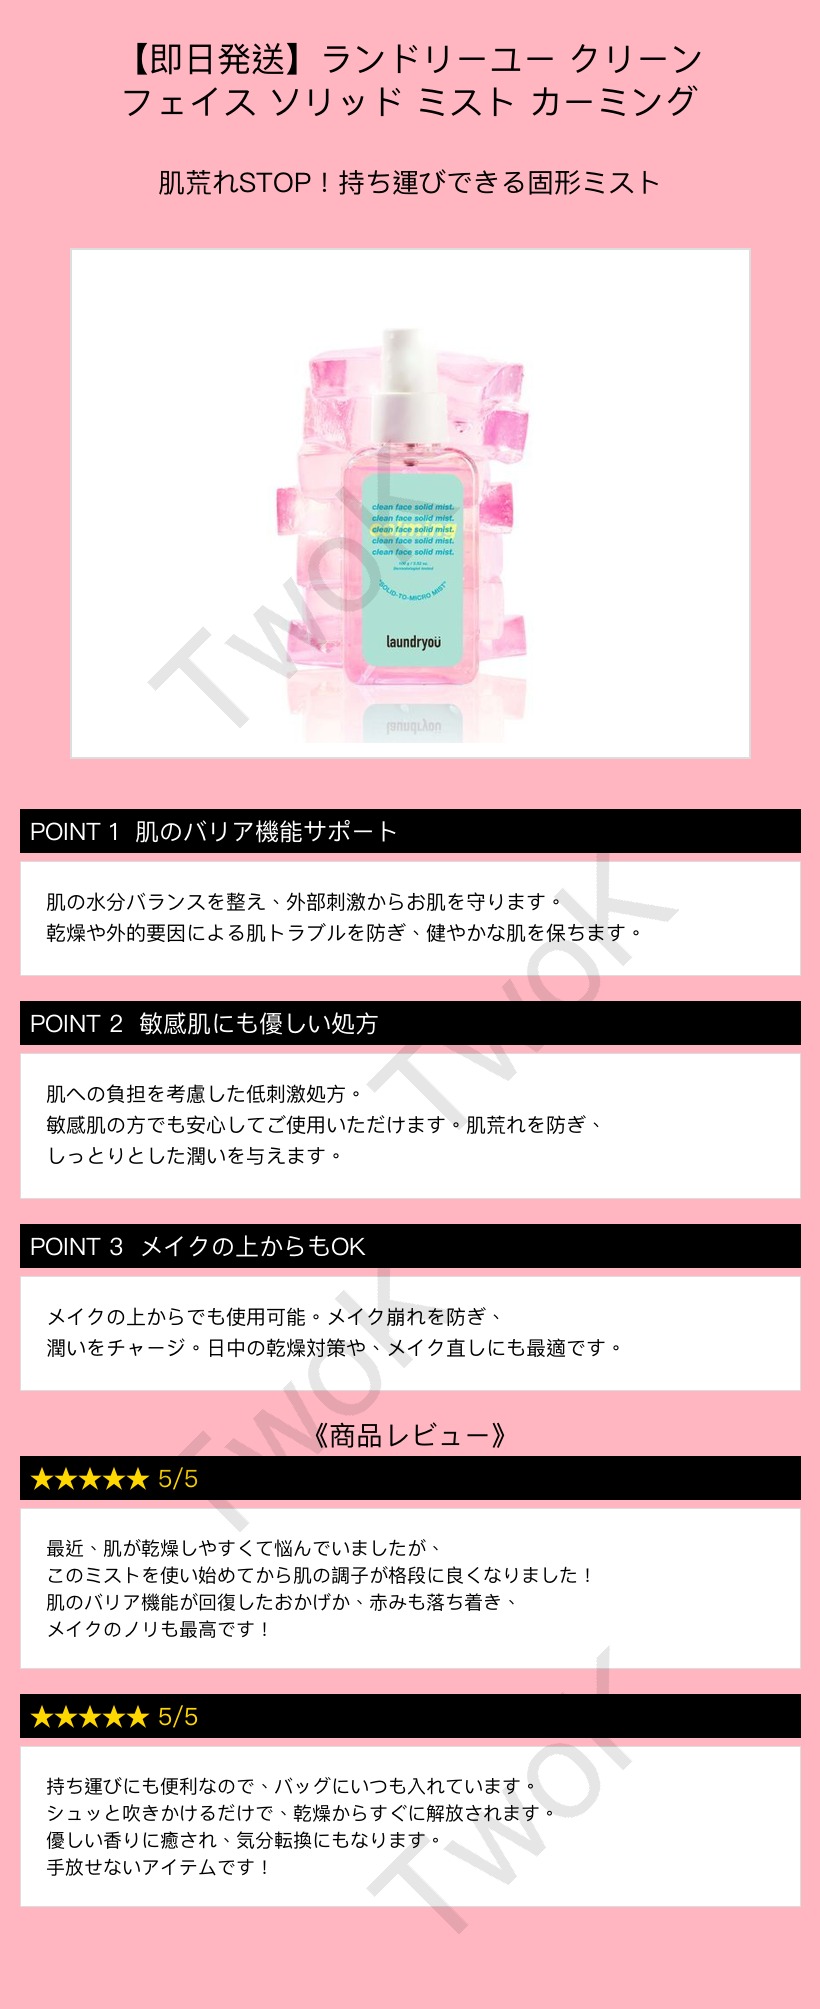 【即日発送】ランドリーユー クリーン
フェイス ソリッド ミスト カーミング
肌荒れSTOP！持ち運びできる固形ミスト
clean face solid mist.
clean face solid mist.
calming
clean face solid mist.
clean face solid mist.
clean face solid mist.
100 g / 3.52 oz.
Dermatologist tested
"SOLID-TO-MICRO MIST"
laundryoü
TwoK
POINT 1 肌のバリア機能サポート
肌の水分バランスを整え、外部刺激からお肌を守ります。
乾燥や外的要因による肌トラブルを防ぎ、健やかな肌を保ちます。
TwoK
POINT 2 敏感肌にも優しい処方
肌への負担を考慮した低刺激処方。
敏感肌の方でも安心してご使用いただけます。肌荒れを防ぎ、
しっとりとした潤いを与えます。
POINT 3 メイクの上からもOK
メイクの上からでも使用可能。メイク崩れを防ぎ、
潤いをチャージ。日中の乾燥対策や、メイク直しにも最適です。
TwoK
《商品レビュー》
★★★★★ 5/5
最近、肌が乾燥しやすくて悩んでいましたが、
このミストを使い始めてから肌の調子が格段に良くなりました！
肌のバリア機能が回復したおかげか、赤みも落ち着き、
メイクのノリも最高です！
★★★★★ 5/5
持ち運びにも便利なので、バッグにいつも入れています。
シュッと吹きかけるだけで、乾燥からすぐに解放されます。
優しい香りに癒され、気分転換にもなります。
手放せないアイテムです！
TwoK